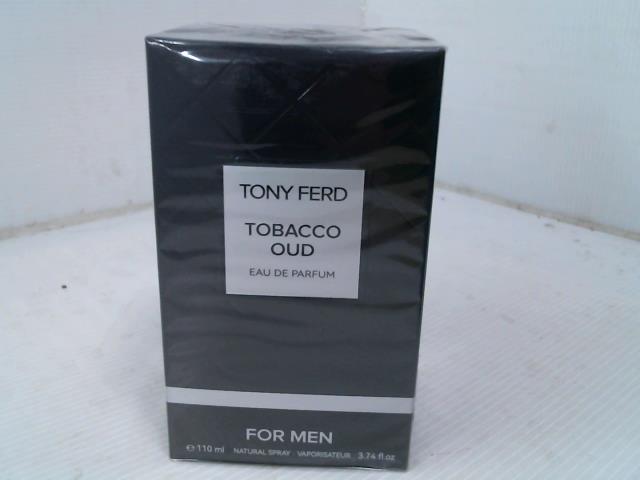 TONY FERD
TOBACCO
OUD
EAU DE PARFUM
FOR MEN
℮ 110 ml NATURAL SPRAY VAPORISATEUR 3.74 fl.oz